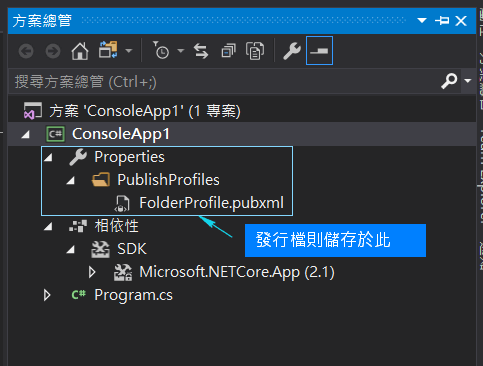 方案總管
搜尋方案總管 (Ctrl+;)
方案 'ConsoleApp1' (1 專案)
C# ConsoleApp1
Properties
PublishProfiles
FolderProfile.pubxml
發行檔則儲存於此
相依性
SDK
Microsoft.NETCore.App (2.1)
C# Program.cs